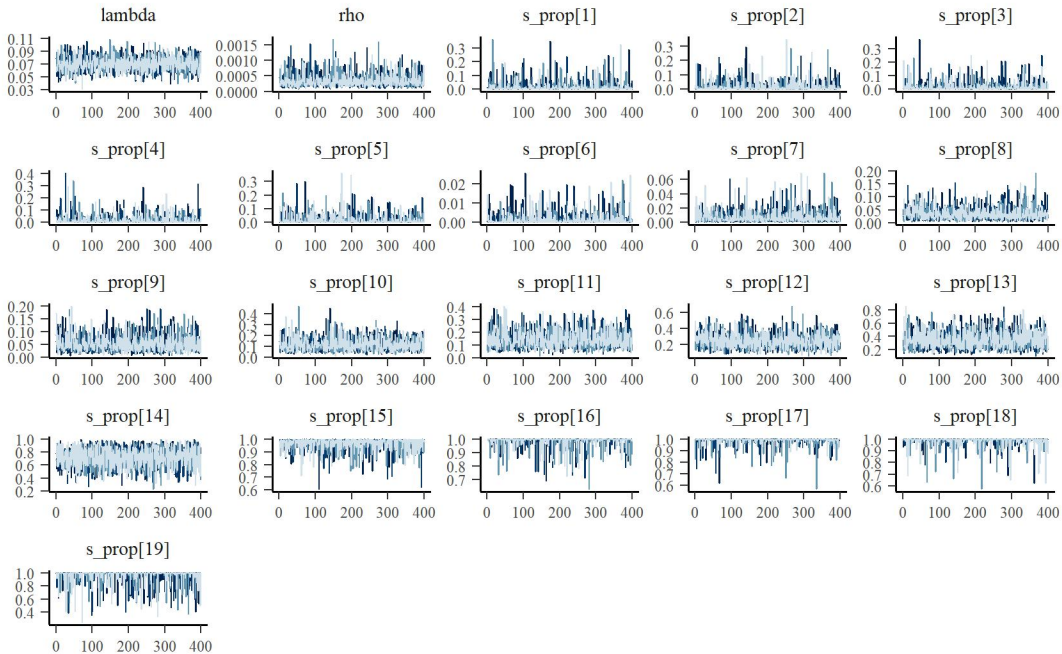 lambda rho s_prop[1] s_prop[2] s_prop[3]
0.11 0.09 0.07 0.05 0.03
0.0015 0.0010 0.0005 0.0000
0.3 0.2 0.1 0.0
0.3 0.2 0.1 0.0
0.3 0.2 0.1 0.0
0 100 200 300 400 0 100 200 300 400 0 100 200 300 400 0 100 200 300 400 0 100 200 300 400
s_prop[4] s_prop[5] s_prop[6] s_prop[7] s_prop[8]
0.4 0.3 0.2 0.1 0.0
0.3 0.2 0.1 0.0
0.02 0.01 0.00
0.06 0.04 0.02 0.00
0.20 0.15 0.10 0.05 0.00
0 100 200 300 400 0 100 200 300 400 0 100 200 300 400 0 100 200 300 400 0 100 200 300 400
s_prop[9] s_prop[10] s_prop[11] s_prop[12] s_prop[13]
0.20 0.15 0.10 0.05 0.00
0.4 0.3 0.2 0.1 0.0
0.4 0.3 0.2 0.1 0.0
0.6 0.4 0.2
0.8 0.6 0.4 0.2
0 100 200 300 400 0 100 200 300 400 0 100 200 300 400 0 100 200 300 400 0 100 200 300 400
s_prop[14] s_prop[15] s_prop[16] s_prop[17] s_prop[18]
1.0 0.8 0.6 0.4 0.2
1.0 0.9 0.8 0.7 0.6
1.0 0.9 0.8 0.7
1.0 0.9 0.8 0.7 0.6
1.0 0.9 0.8 0.7 0.6
0 100 200 300 400 0 100 200 300 400 0 100 200 300 400 0 100 200 300 400 0 100 200 300 400
s_prop[19]
1.0 0.8 0.6 0.4
0 100 200 300 400